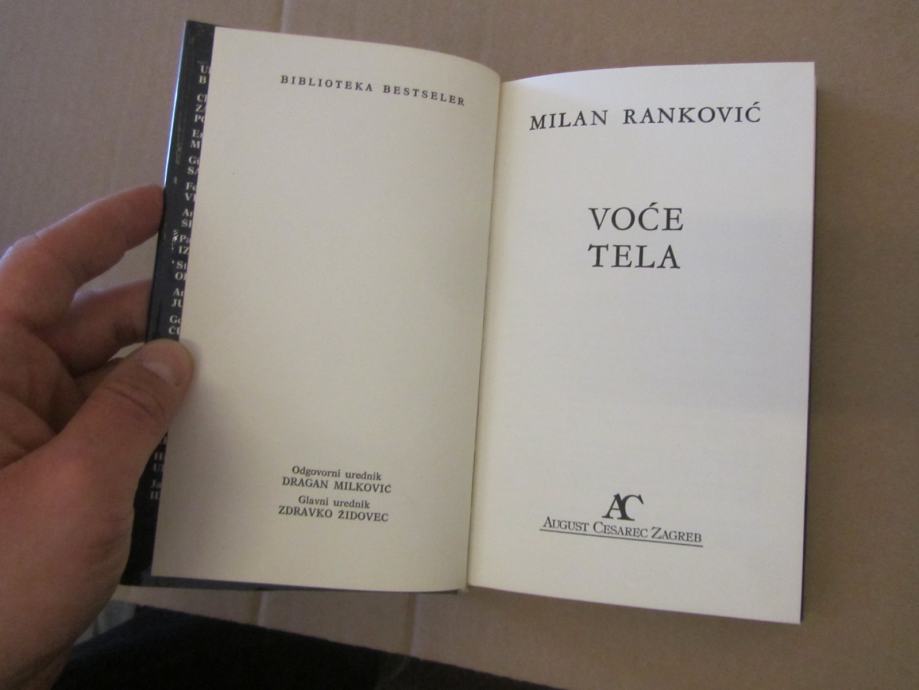 BIBLIOTEKA BESTSELER
Odgovorni urednik
DRAGAN MILKOVIĆ
Glavni urednik
ZDRAVKO ŽIDOVEC
MILAN RANKOVIĆ
VOĆE
TELA
AC
AUGUST CESAREC ZAGREB